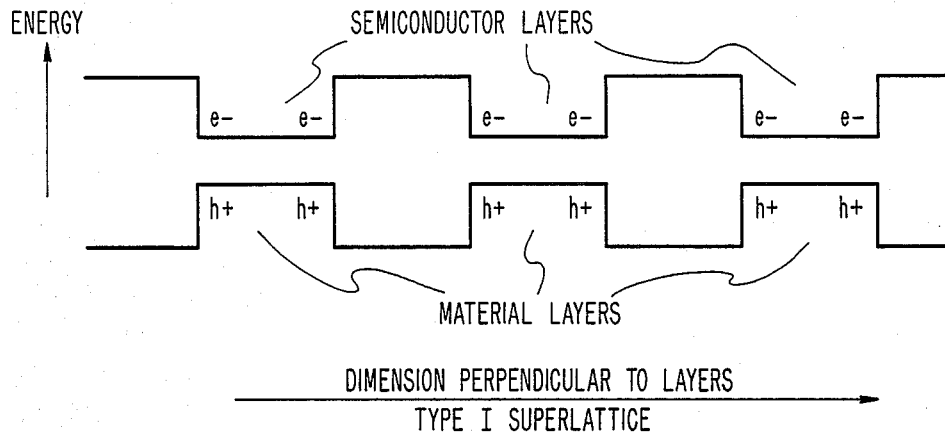 ENERGY
SEMICONDUCTOR LAYERS
e- e- e- e- e- e-
h+ h+ h+ h+ h+ h+
MATERIAL LAYERS
DIMENSION PERPENDICULAR TO LAYERS
TYPE I SUPERLATTICE